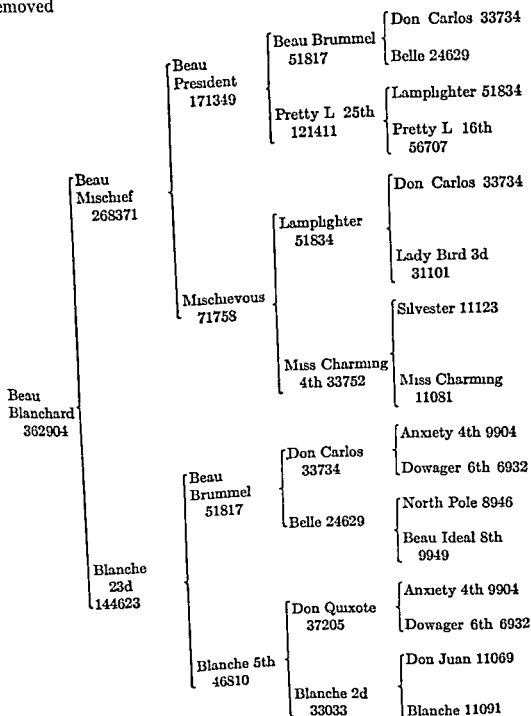 emoved
Beau
Blanchard
362904
Beau
Mischief
268371
Blanche
23d
144623
Beau
President
171349
Mischievous
71758
Beau
Brummel
51817
Blanche 5th
46810
Beau Brummel
51817
Pretty L 25th
121411
Lamplighter
51834
Miss Charming
4th 33752
Don Carlos
33734
Belle 24629
Don Quixote
37205
Blanche 2d
33033
Don Carlos 33734
Belle 24629
Lamplighter 51834
Pretty L 16th
56707
Don Carlos 33734
Lady Bird 3d
31101
Silvester 11123
Miss Charming
11081
Anxiety 4th 9904
Dowager 6th 6932
North Pole 8946
Beau Ideal 8th
9949
Anxiety 4th 9904
Dowager 6th 6932
Don Juan 11069
Blanche 11091